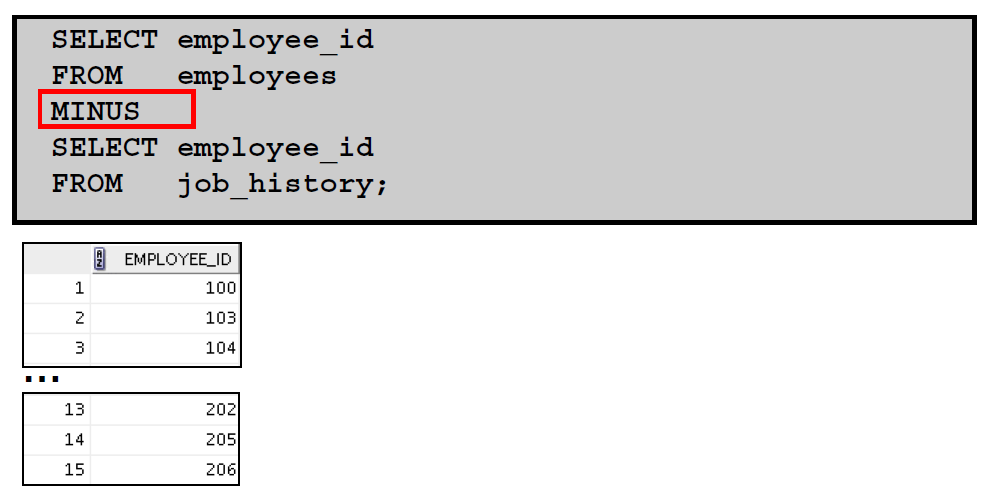 SELECT employee_id
FROM employees
MINUS
SELECT employee_id
FROM job_history;
AZ EMPLOYEE_ID
1 100
2 103
3 104
...
13 202
14 205
15 206